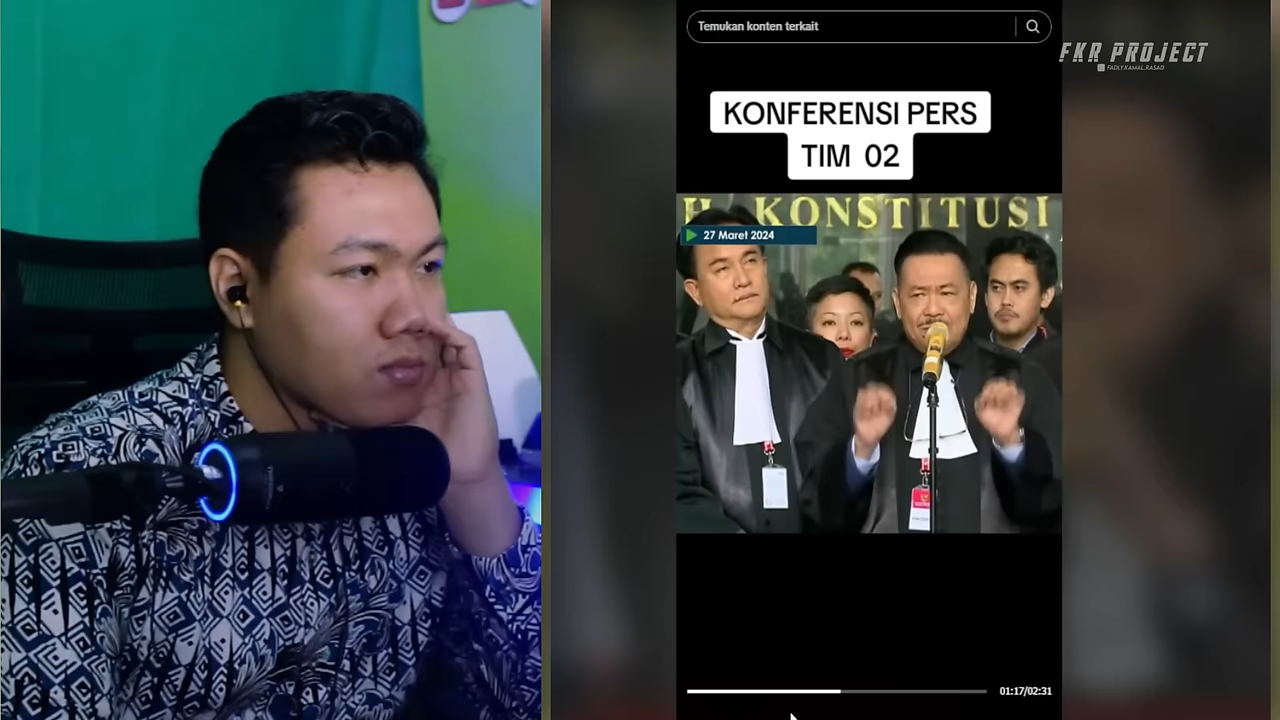 Temukan konten terkait
FKR PROJECT
FADLY.KAMAL.RASAD
KONFERENSI PERS
TIM 02
H KONSTITUSI
27 Maret 2024
01:17/02:31